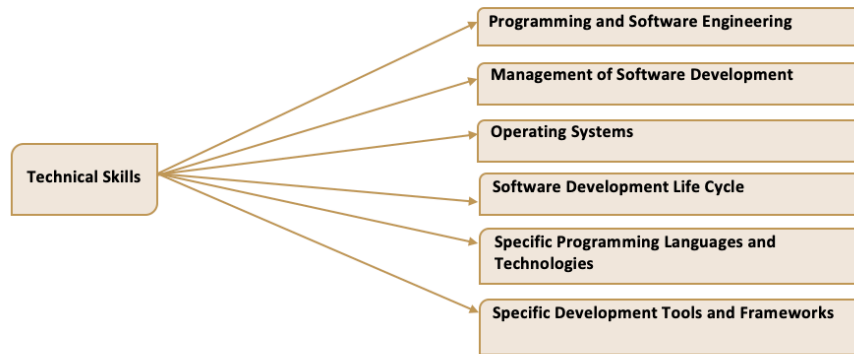 Programming and Software Engineering
Management of Software Development
Operating Systems
Technical Skills
Software Development Life Cycle
Specific Programming Languages and
Technologies
Specific Development Tools and Frameworks